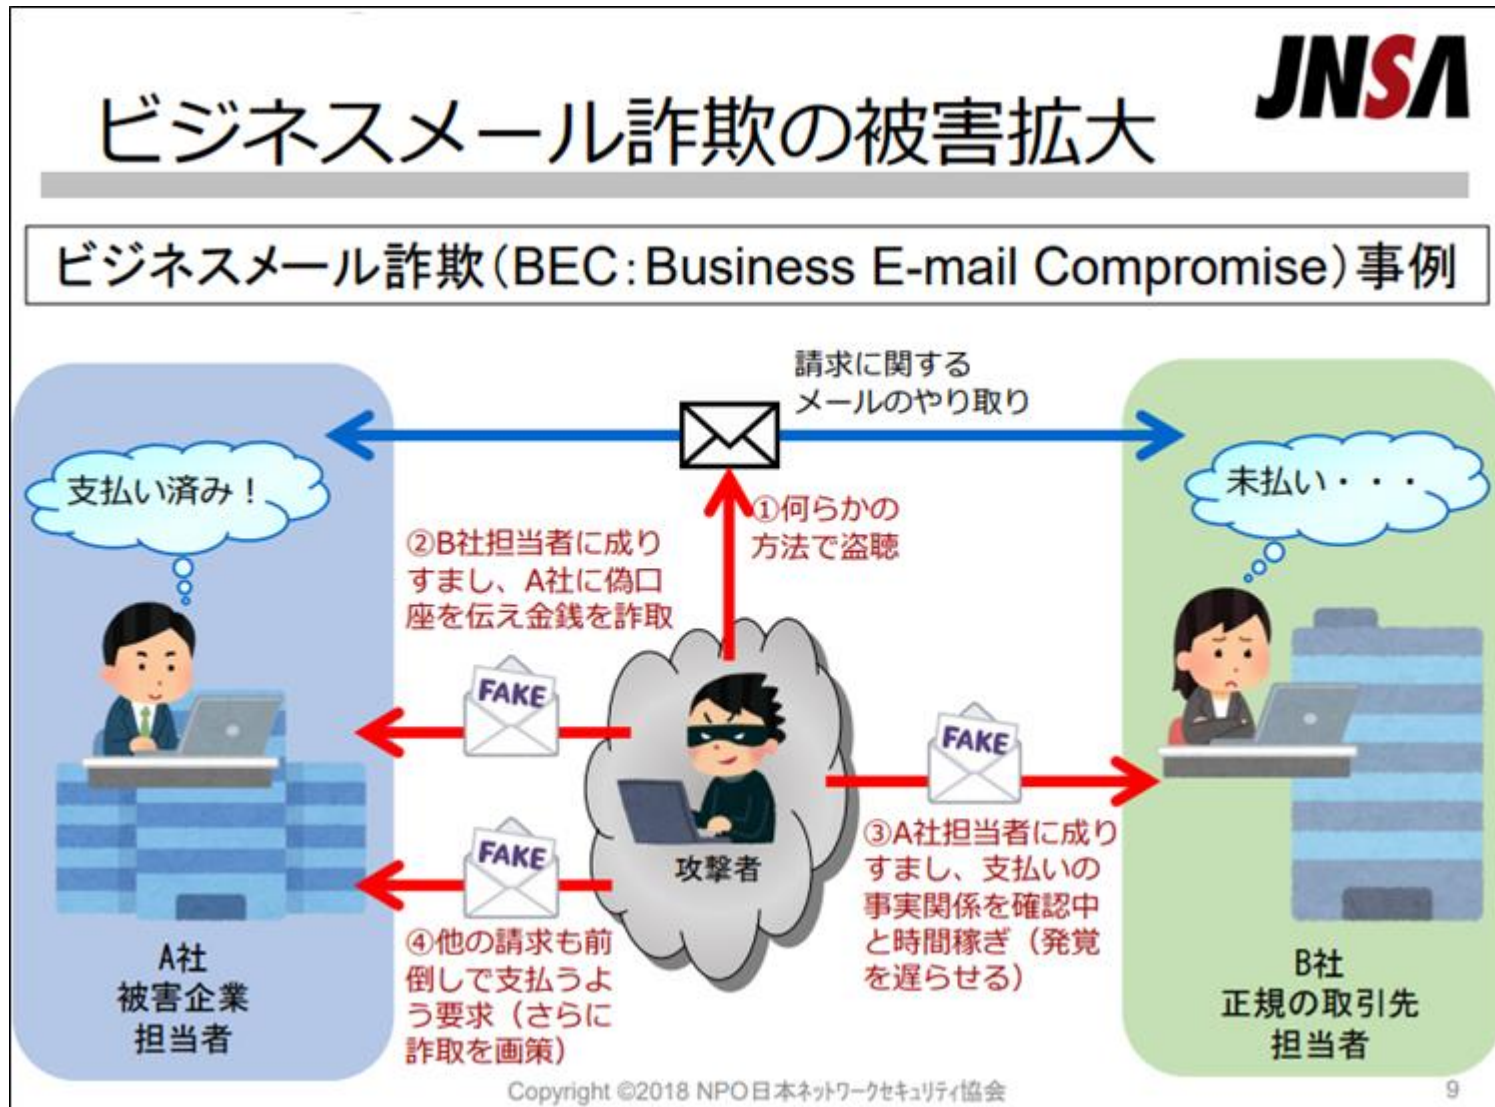 JNSA
ビジネスメール詐欺の被害拡大
ビジネスメール詐欺（BEC：Business E-mail Compromise）事例
請求に関する
メールのやり取り
支払い済み！
未払い・・・
①何らかの
方法で盗聴
②B社担当者に成り
すまし、A社に偽口
座を伝え金銭を詐取
FAKE
FAKE
FAKE
攻撃者
③A社担当者に成り
すまし、支払いの
事実関係を確認中
と時間稼ぎ（発覚
を遅らせる）
④他の請求も前
倒しで支払うよ
う要求（さらに
詐取を画策）
A社
被害企業
担当者
B社
正規の取引先
担当者
Copyright ©2018 NPO日本ネットワークセキュリティ協会
9